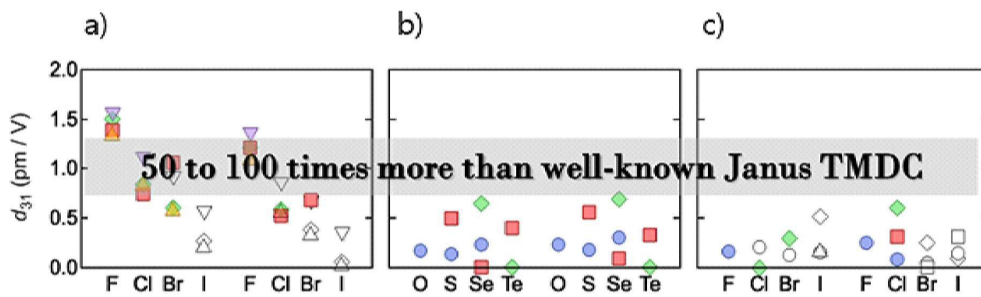 a) b) c)
2.0
1.5
50 to 100 times more than well-known Janus TMDC
1.0
0.5
0.0
d31 (pm / V)
F Cl Br I F Cl Br I
O S Se Te O S Se Te
F Cl Br I F Cl Br I